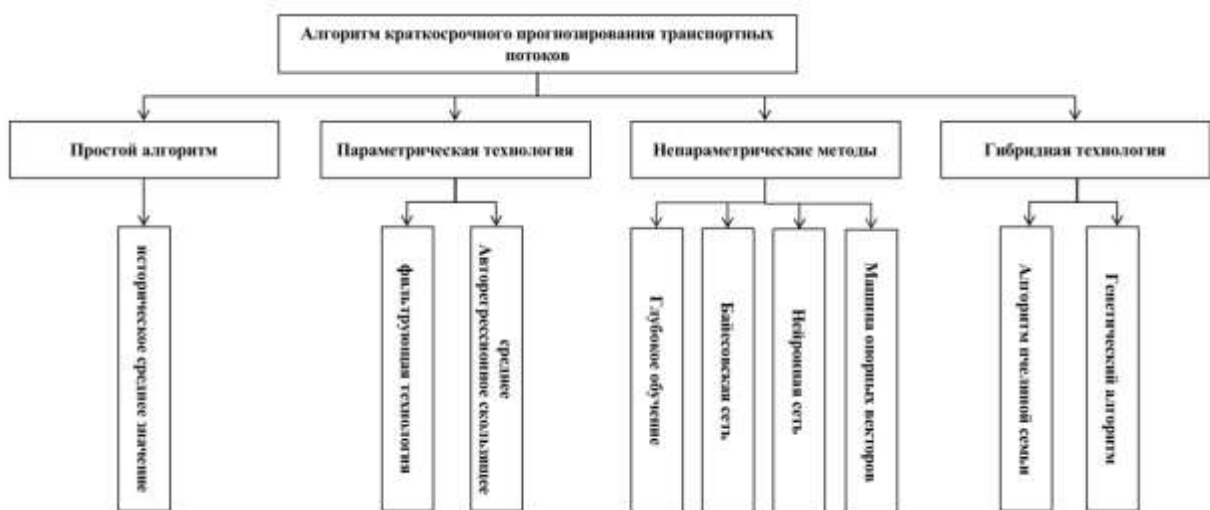 Алгоритм краткосрочного прогнозирования транспортных
потоков
Простой алгоритм
Параметрическая технология
Непараметрические методы
Гибридная технология
историческое среднее значение
фильтрующая технология
Авторегрессионное скользящее
среднее
Глубокое обучение
Байесовская сеть
Нейронная сеть
Машина опорных векторов
Алгоритм пчелиной семьи
Генетический алгоритм